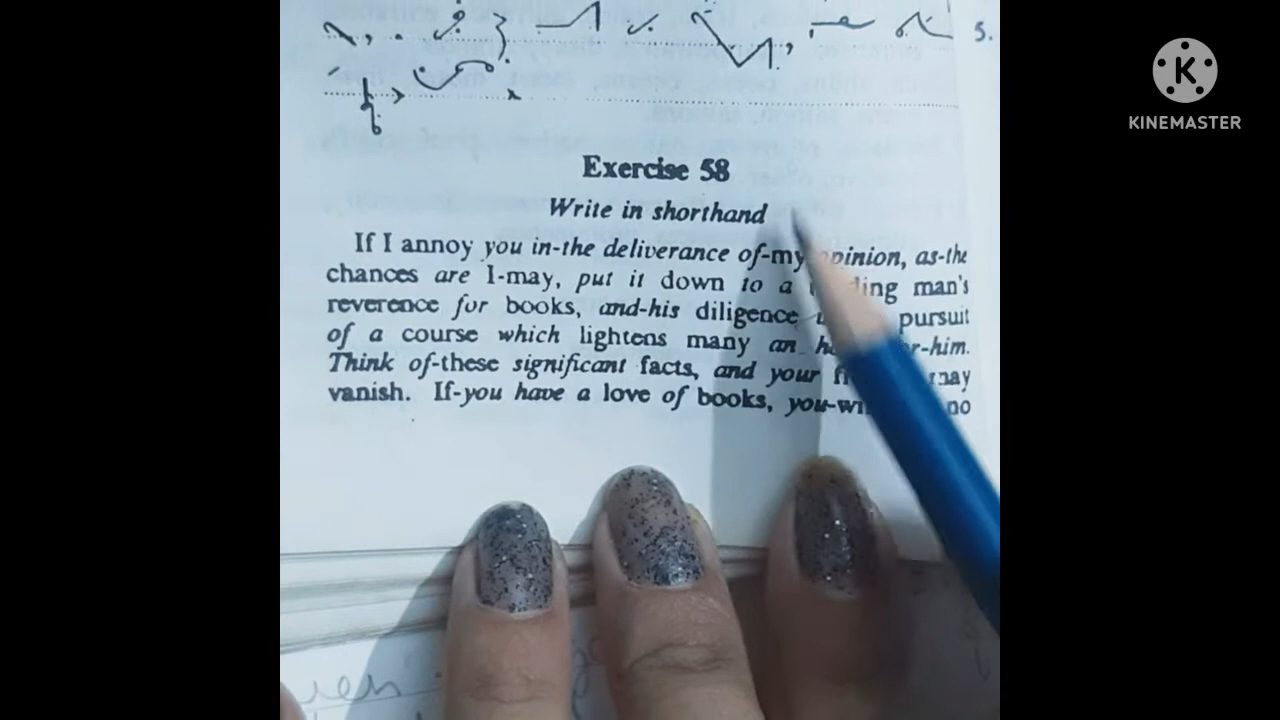 KINEMASTER
5.
Exercise 58
Write in shorthand
If I annoy you in-the deliverance of-my opinion, as-the
chances are I-may, put it down to a man's
reverence for books, and-his diligence pursuit
of a course which lightens many an
Think of-these significant facts, and your may
vanish. If-you have a love of books, no